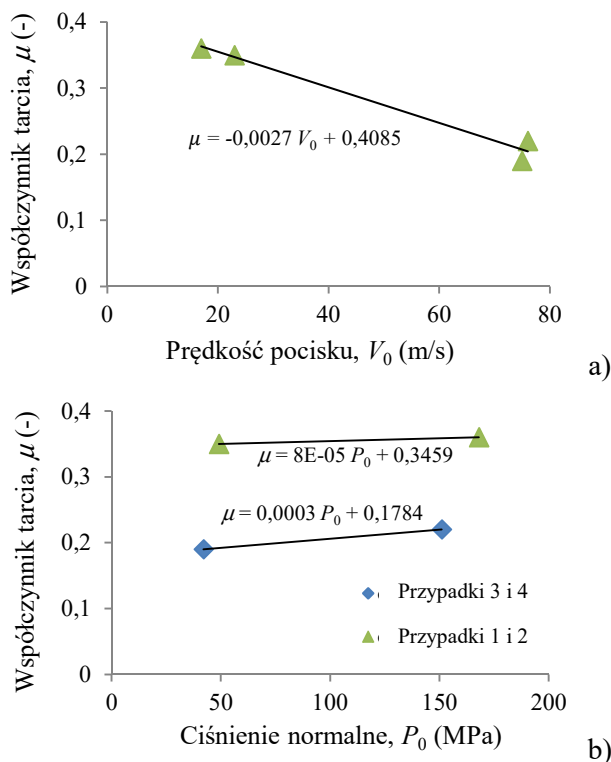 0,4
0,3
0,2
0,1
0
0 20 40 60 80
Współczynnik tarcia, μ (-)
μ = -0,0027 V₀ + 0,4085
Prędkość pocisku, V₀ (m/s)
a)
0,4
0,3
0,2
0,1
0
0 50 100 150 200
Współczynnik tarcia, μ (-)
μ = 8E-05 P₀ + 0,3459
μ = 0,0003 P₀ + 0,1784
Przypadki 3 i 4
Przypadki 1 i 2
Ciśnienie normalne, P₀ (MPa)
b)